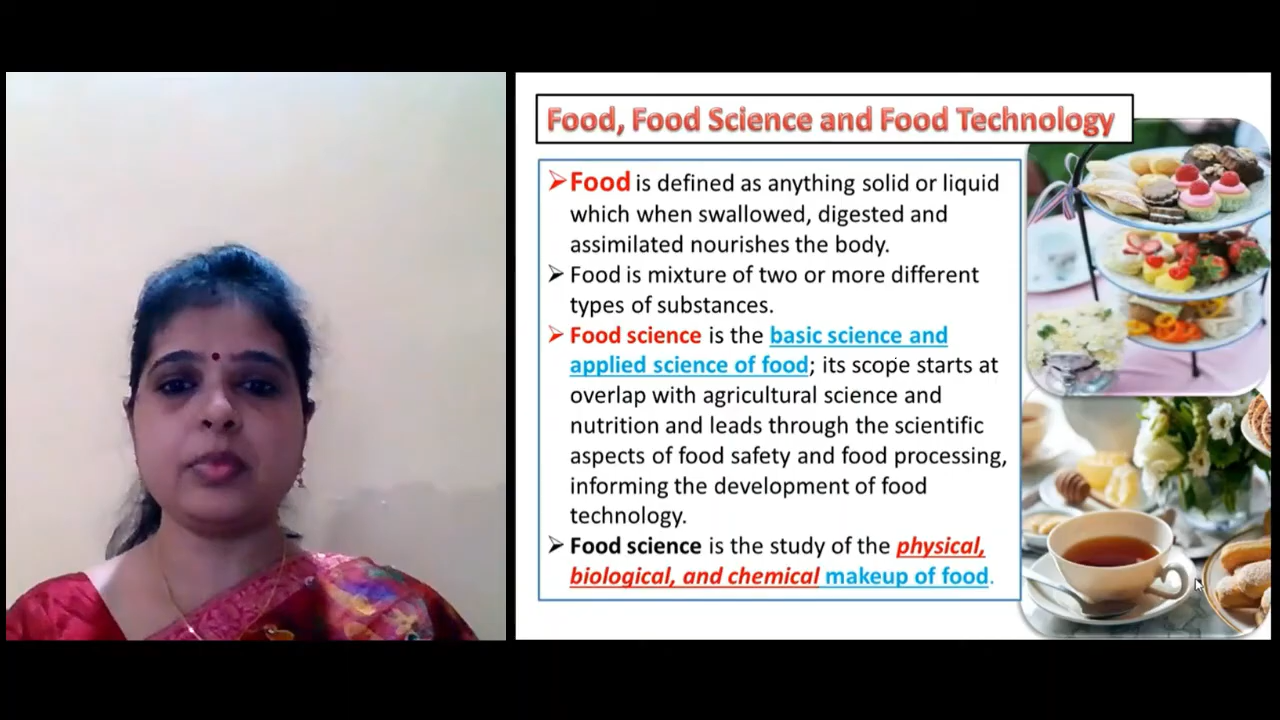 Food, Food Science and Food Technology
➢Food is defined as anything solid or liquid
which when swallowed, digested and
assimilated nourishes the body.
➢Food is mixture of two or more different
types of substances.
➢Food science is the basic science and
applied science of food; its scope starts at
overlap with agricultural science and
nutrition and leads through the scientific
aspects of food safety and food processing,
informing the development of food
technology.
➢Food science is the study of the physical,
biological, and chemical makeup of food.